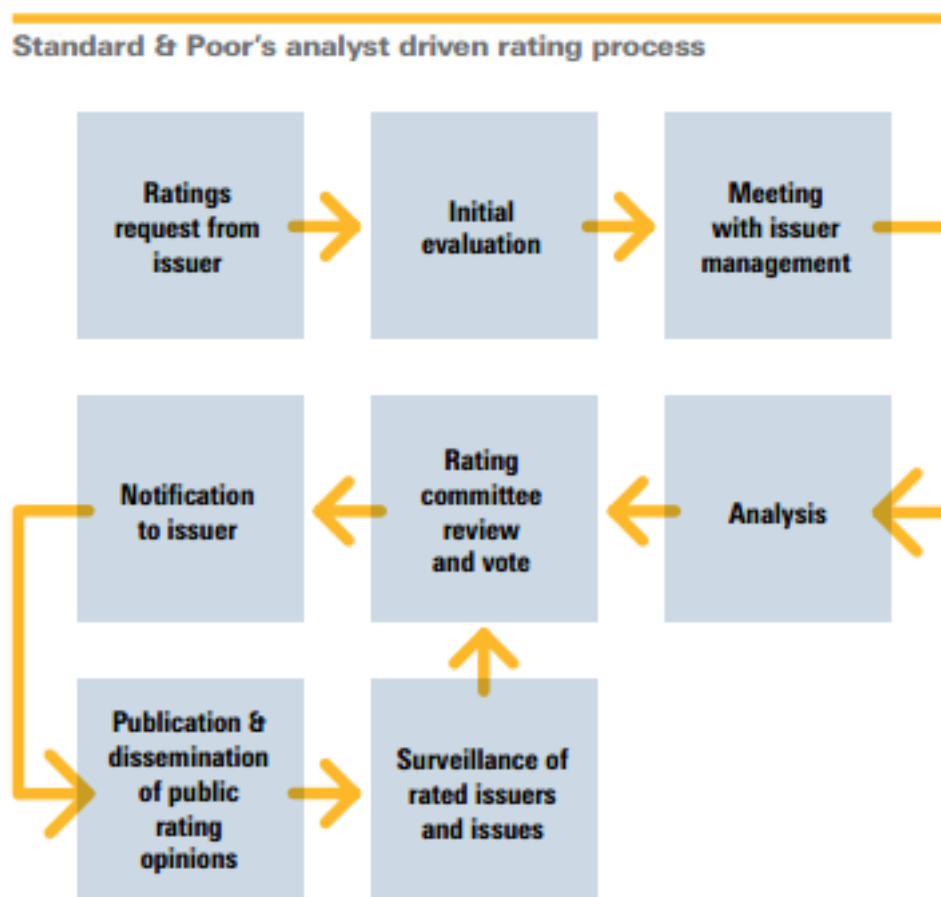 Standard & Poor's analyst driven rating process
Ratings
request from
issuer
Initial
evaluation
Meeting
with issuer
management
Notification
to issuer
Rating
committee
review
and vote
Analysis
Publication &
dissemination
of public
rating
opinions
Surveillance of
rated issuers
and issues